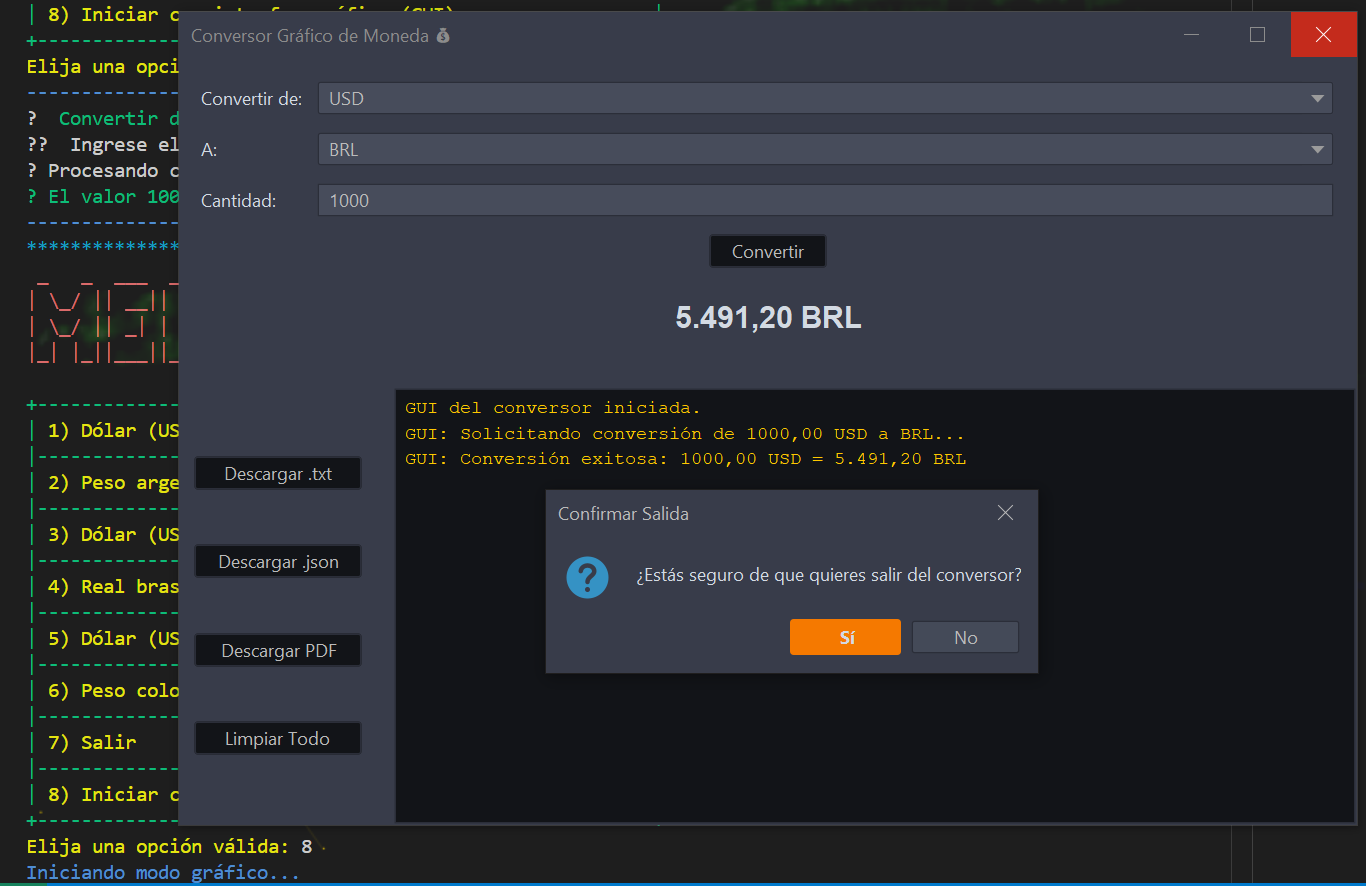 | 8) Iniciar c
+--------------
Elija una opci
--------------
?  Convertir d
??  Ingrese el
? Procesando c
? El valor 100
--------------
**************
+--------------
| 1) Dólar (US
|--------------
| 2) Peso arge
|--------------
| 3) Dólar (US
|--------------
| 4) Real bras
|--------------
| 5) Dólar (US
|--------------
| 6) Peso colo
|--------------
| 7) Salir
|--------------
| 8) Iniciar c
+--------------
Elija una opción válida: 8
Iniciando modo gráfico...
Conversor Gráfico de Moneda 💰
Convertir de: USD
A: BRL
Cantidad: 1000
Convertir
5.491,20 BRL
GUI del conversor iniciada.
GUI: Solicitando conversión de 1000,00 USD a BRL...
GUI: Conversión exitosa: 1000,00 USD = 5.491,20 BRL
Descargar .txt
Descargar .json
Descargar PDF
Limpiar Todo
Confirmar Salida
¿Estás seguro de que quieres salir del conversor?
Sí
No